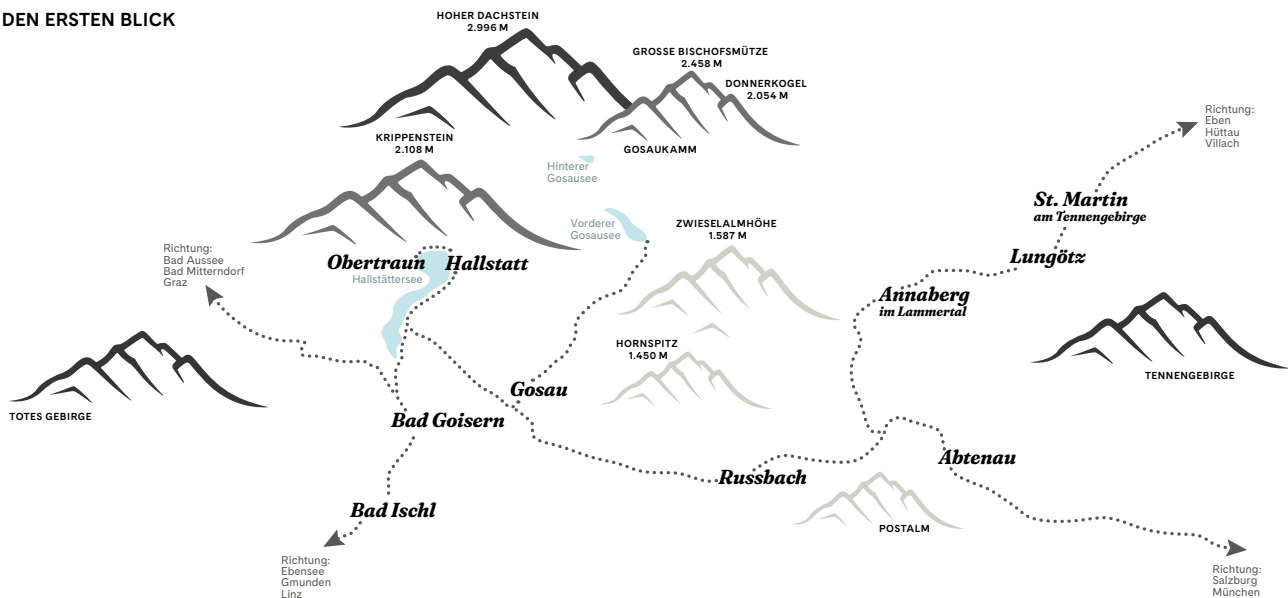 DEN ERSTEN BLICK
HOHER DACHSTEIN
2.996 M
GROSSE BISCHOFSMÜTZE
2.458 M
DONNERKOGEL
2.054 M
GOSAUKAMM
KRIPPENSTEIN
2.108 M
Hinterer
Gosausee
Vorderer
Gosausee
ZWIESELALMHÖHE
1.587 M
Richtung:
Eben
Hüttau
Villach
St. Martin
am Tennengebirge
Lungötz
Richtung:
Bad Aussee
Bad Mitterndorf
Graz
Obertraun
Hallstatt
Hallstättersee
Annaberg
im Lammertal
HORNSPITZ
1.450 M
TENNENGEBIRGE
TOTES GEBIRGE
Gosau
Bad Goisern
Russbach
Abtenau
Bad Ischl
POSTALM
Richtung:
Ebensee
Gmunden
Linz
Richtung:
Salzburg
München